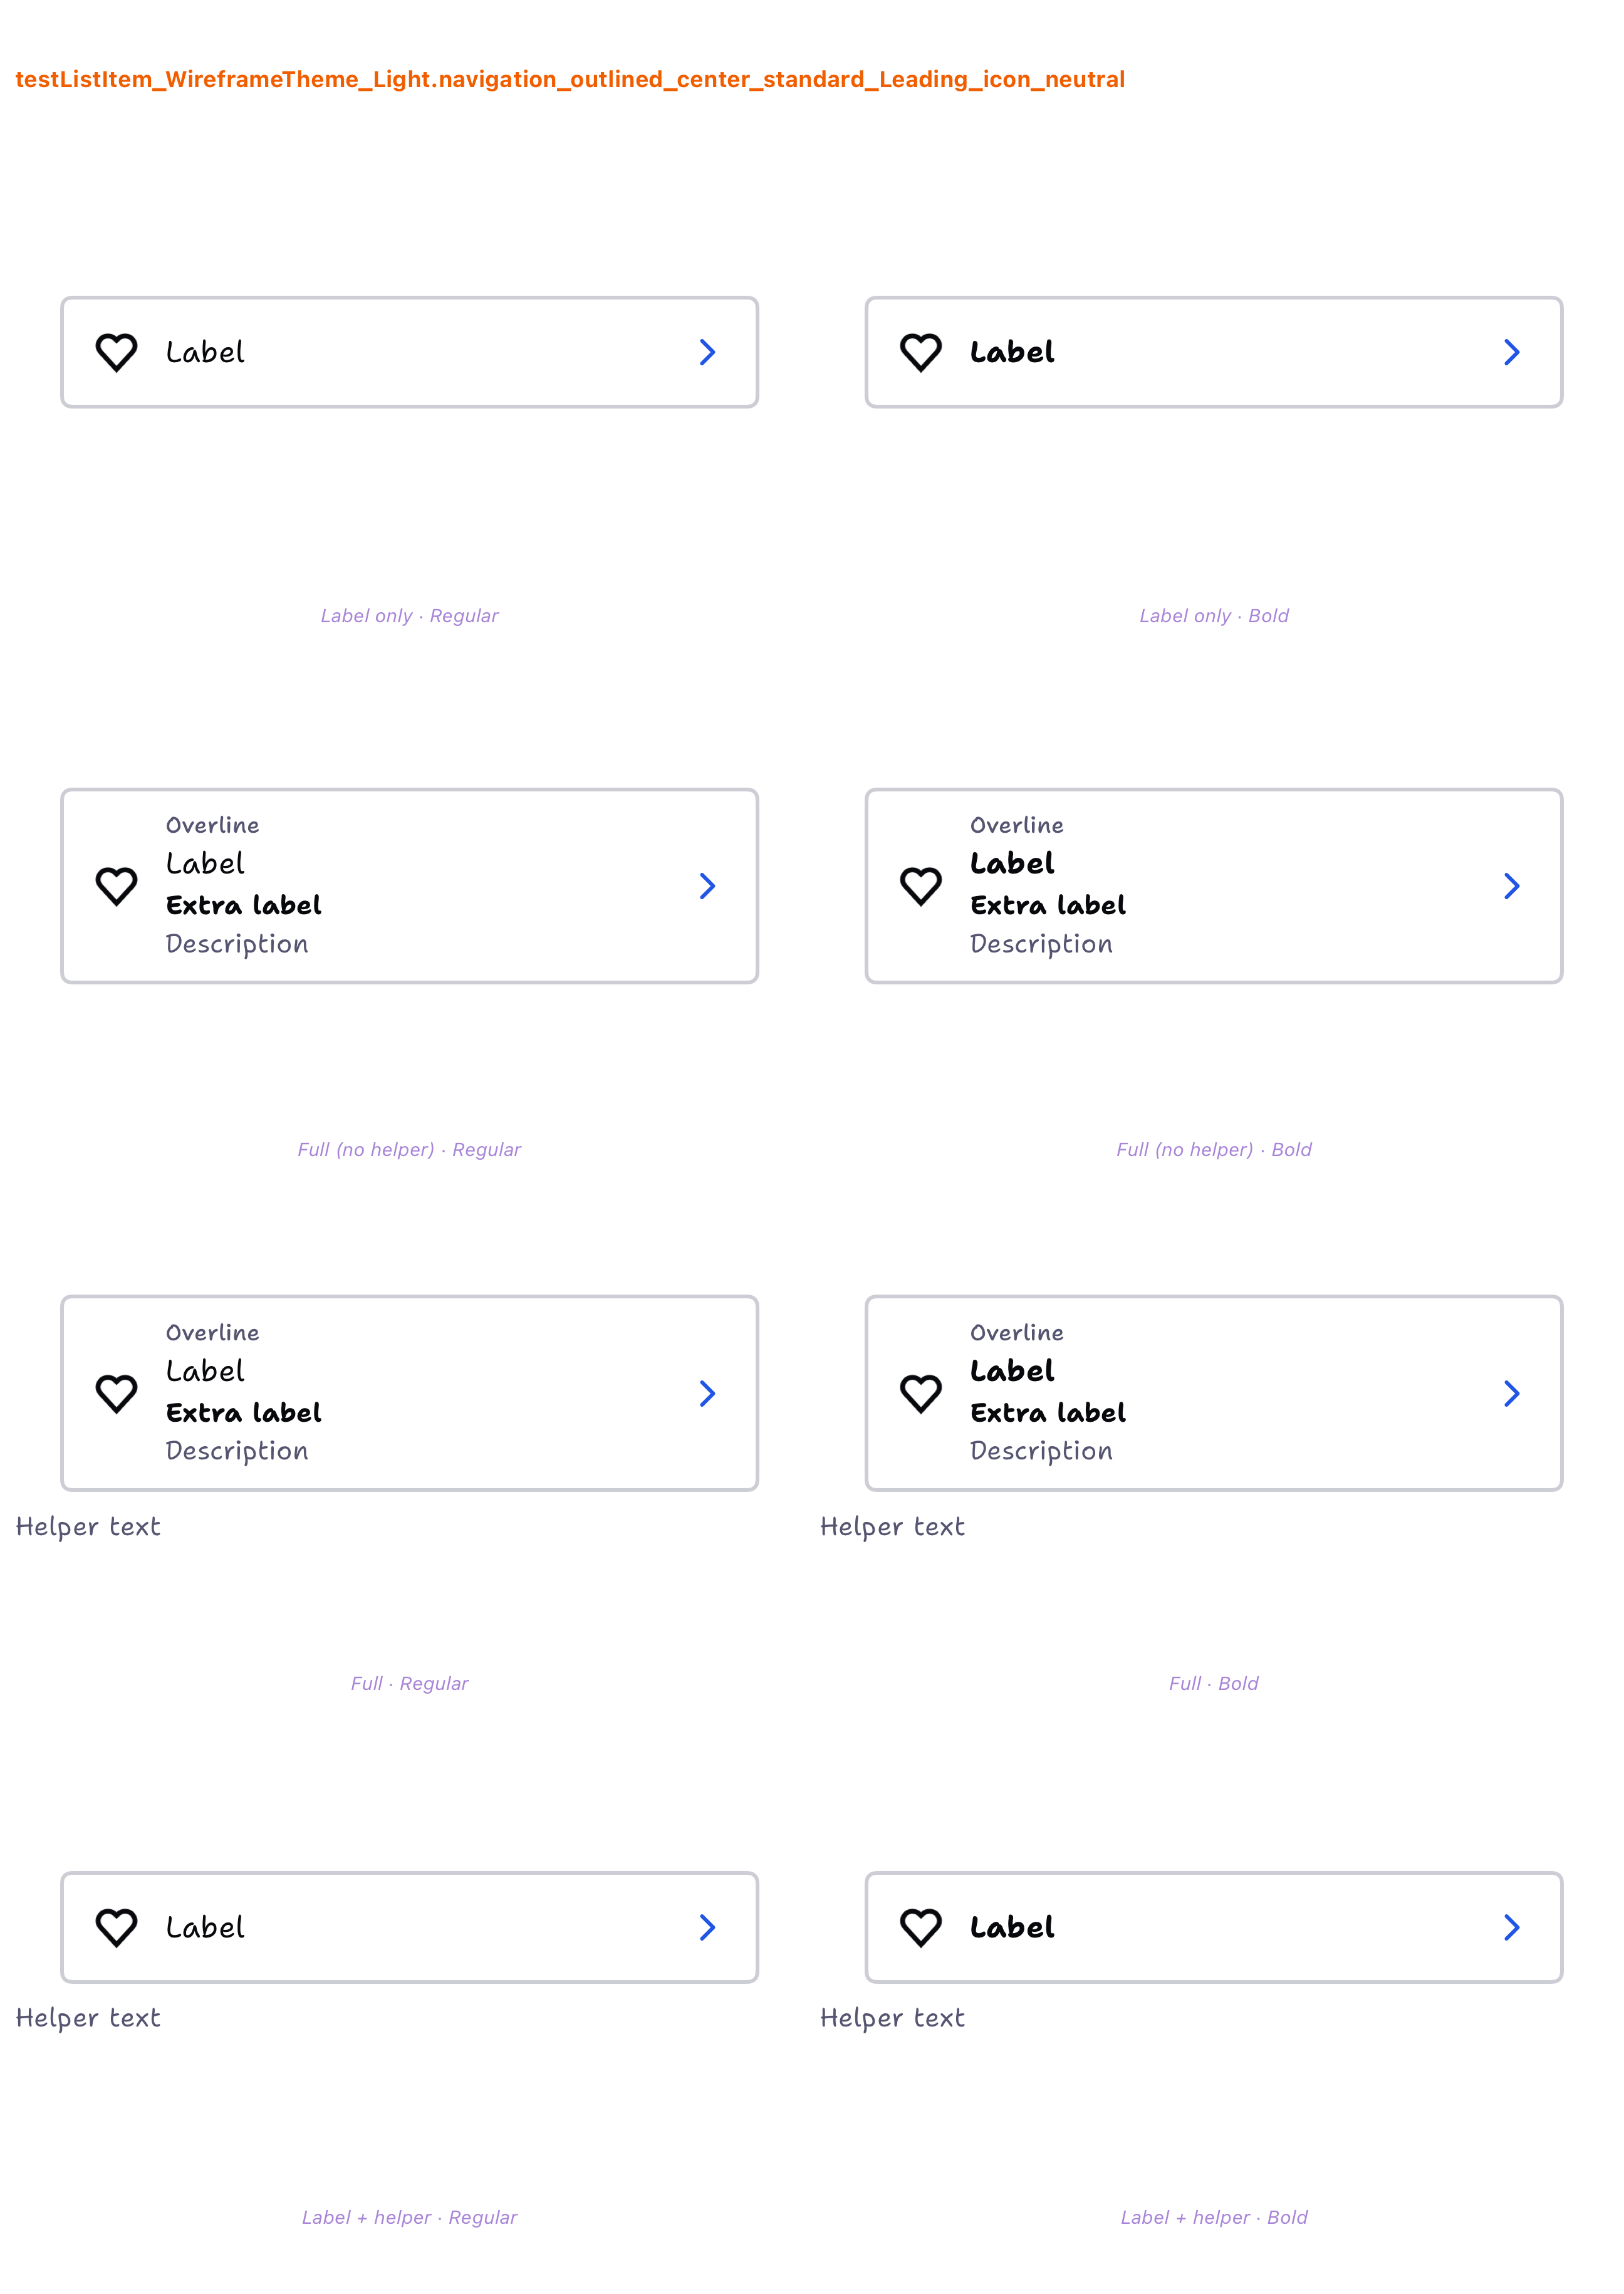 testListItem_WireframeTheme_Light.navigation_outlined_center_standard_Leading_icon_neutral
Label
Label
Label only · Regular
Label only · Bold
Overline
Label
Extra label
Description
Overline
Label
Extra label
Description
Full (no helper) · Regular
Full (no helper) · Bold
Overline
Label
Extra label
Description
Helper text
Overline
Label
Extra label
Description
Helper text
Full · Regular
Full · Bold
Label
Helper text
Label
Helper text
Label + helper · Regular
Label + helper · Bold